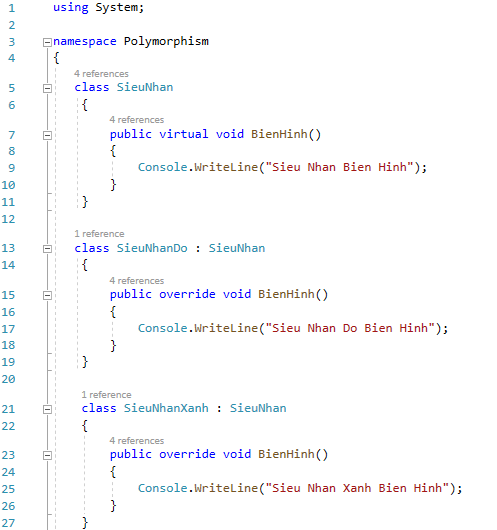 1 using System;
2
3 namespace Polymorphism
4 {
4 references
5 class SieuNhan
6 {
4 references
7 public virtual void BienHinh()
8 {
9 Console.WriteLine("Sieu Nhan Bien Hinh");
10 }
11 }
12
1 reference
13 class SieuNhanDo : SieuNhan
14 {
4 references
15 public override void BienHinh()
16 {
17 Console.WriteLine("Sieu Nhan Do Bien Hinh");
18 }
19 }
20
1 reference
21 class SieuNhanXanh : SieuNhan
22 {
4 references
23 public override void BienHinh()
24 {
25 Console.WriteLine("Sieu Nhan Xanh Bien Hinh");
26 }
27 }